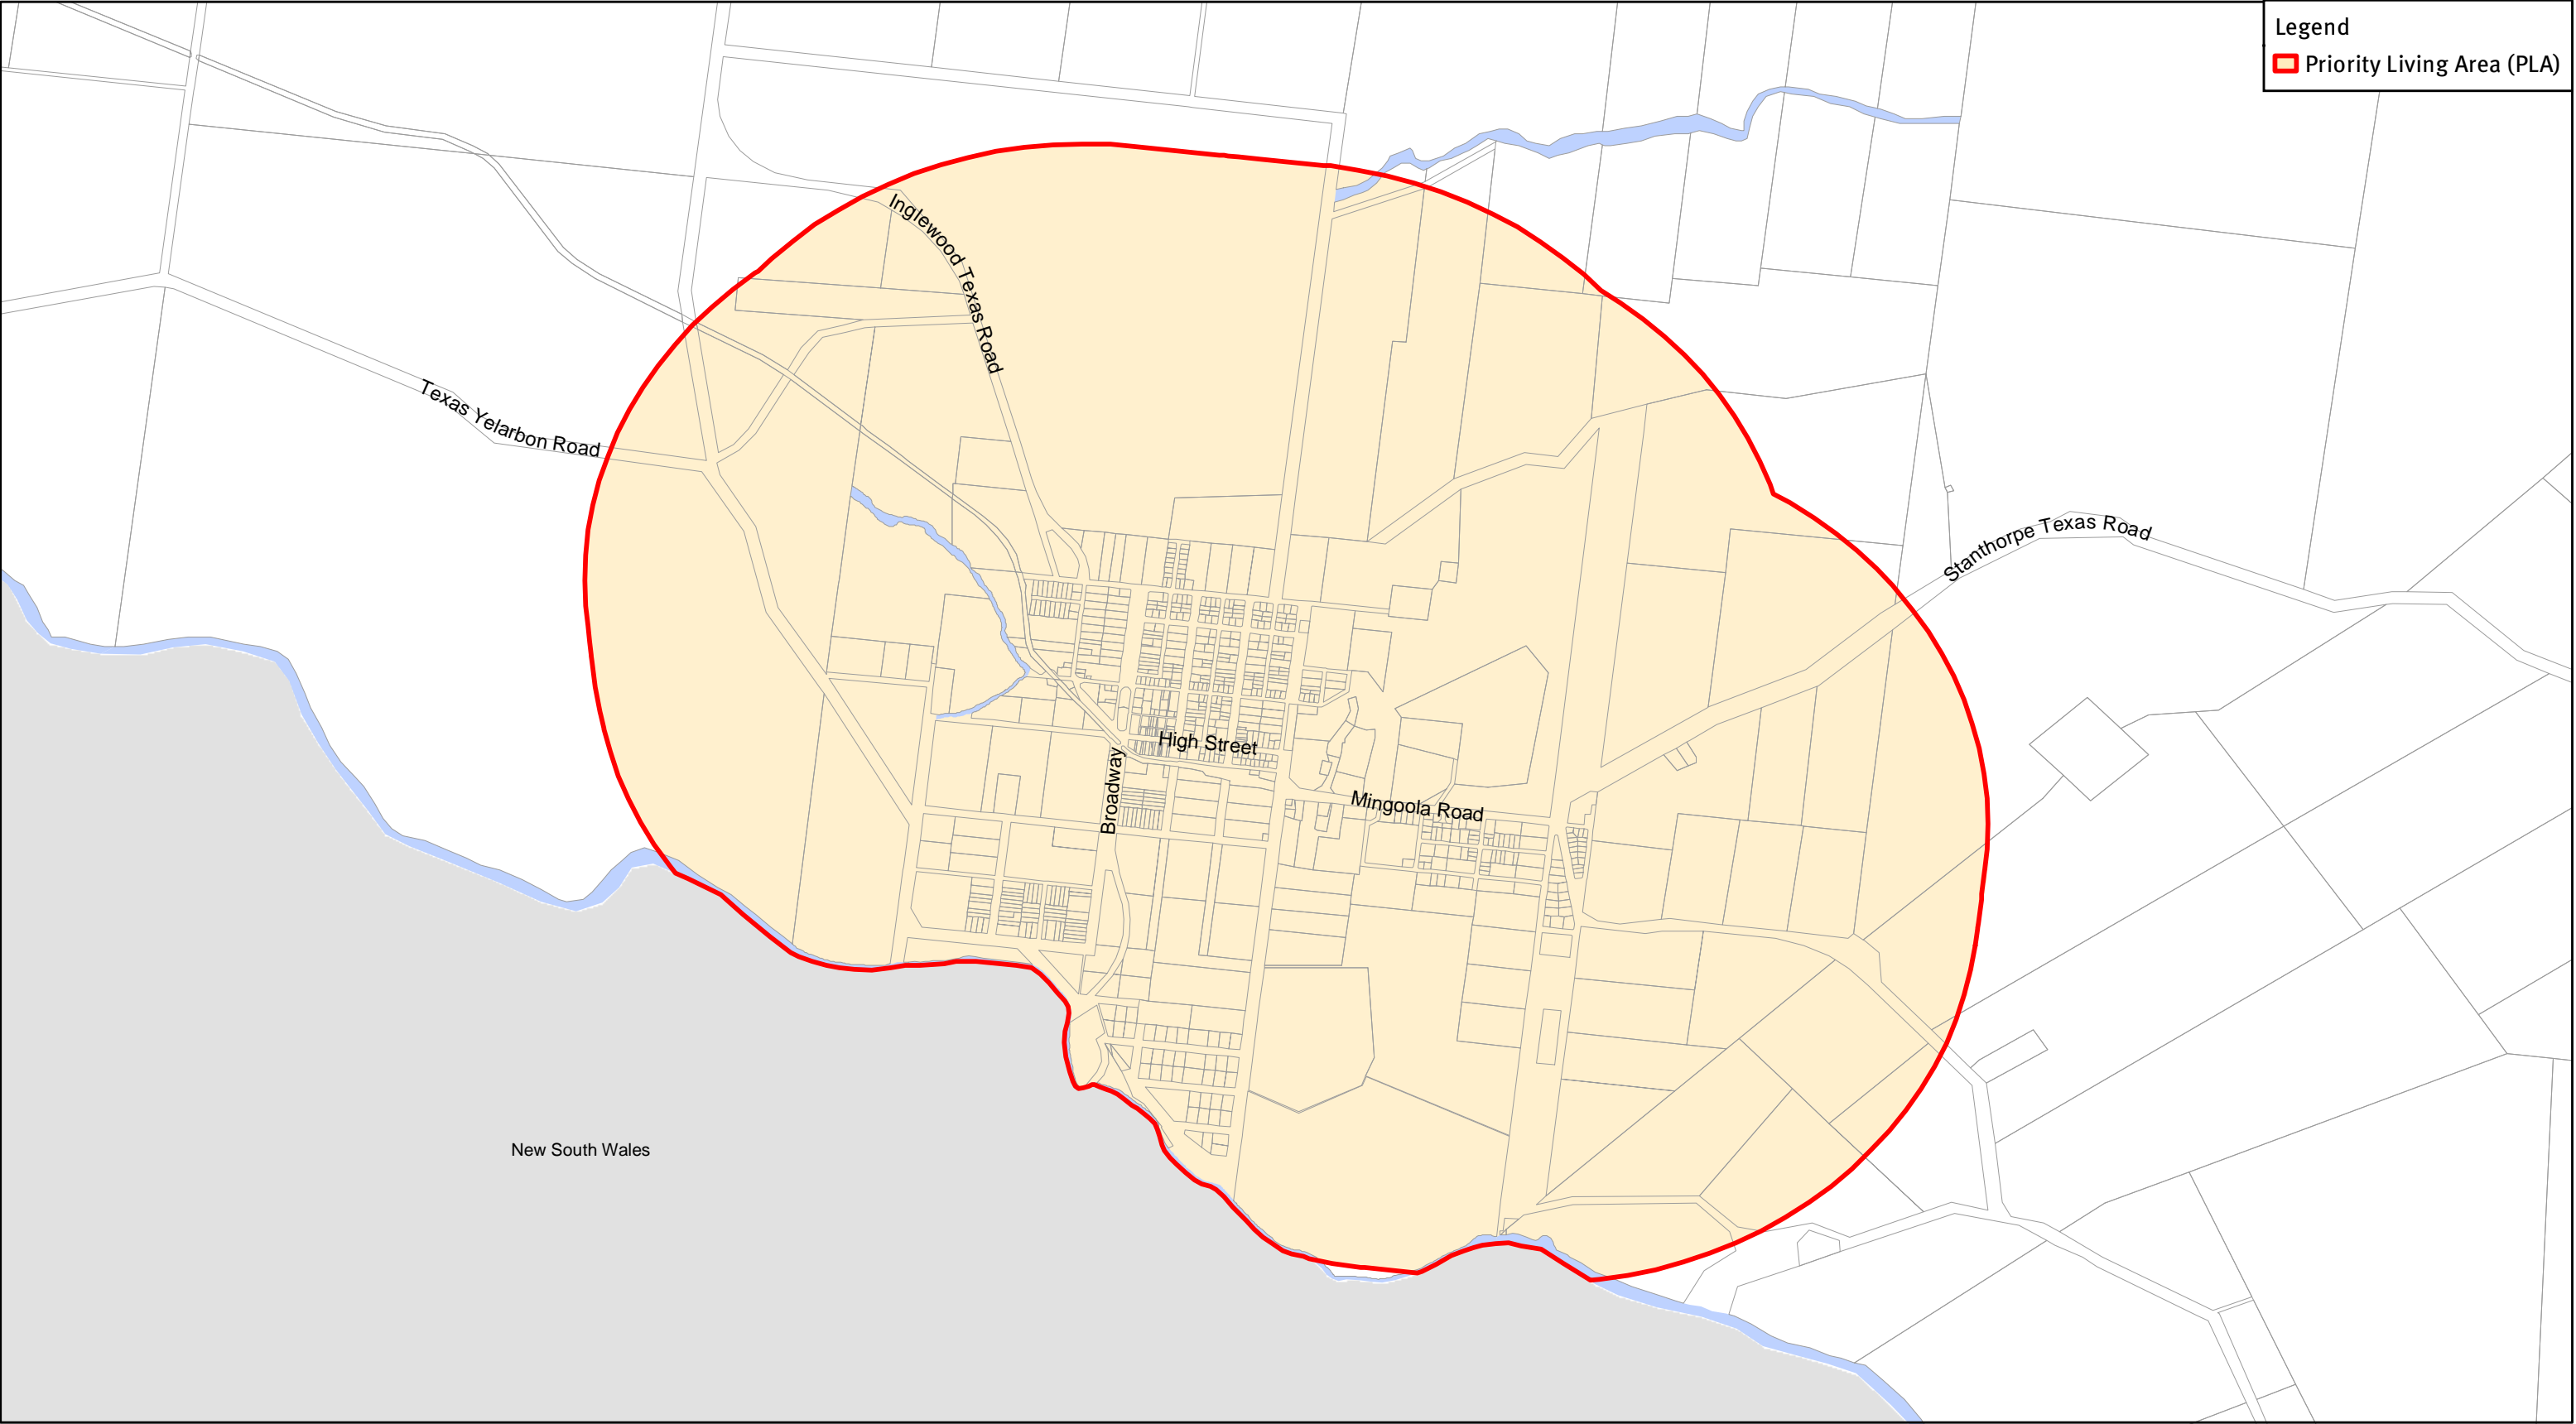 Legend
Priority Living Area (PLA)
Inglewood Texas Road
Texas Yelarbon Road
Stanthorpe Texas Road
High Street
Broadway
Mingoola Road
New South Wales